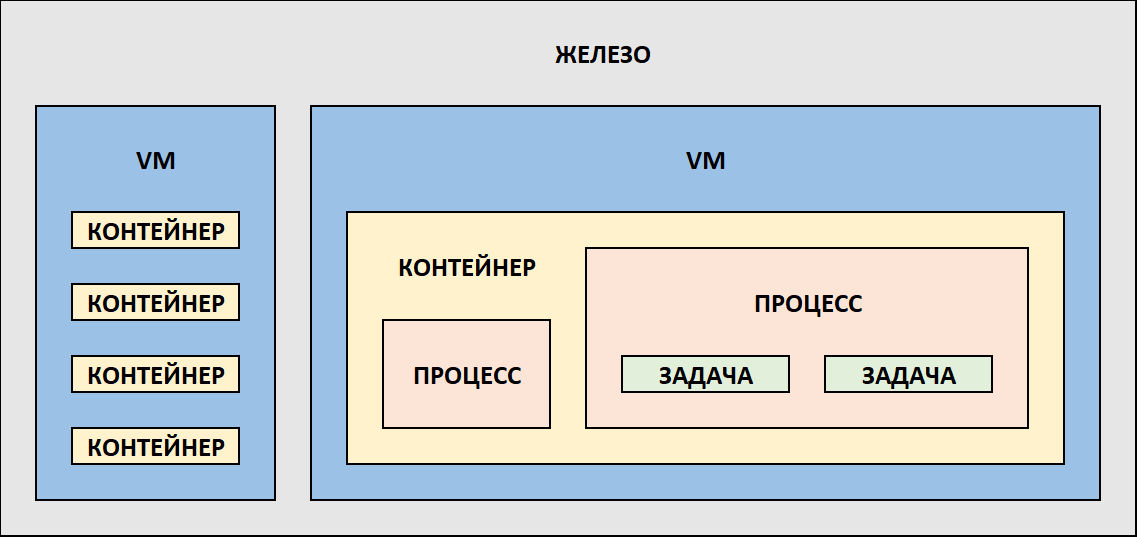 ЖЕЛЕЗО
VM
КОНТЕЙНЕР
КОНТЕЙНЕР
КОНТЕЙНЕР
КОНТЕЙНЕР
VM
КОНТЕЙНЕР
ПРОЦЕСС
ПРОЦЕСС
ЗАДАЧА
ЗАДАЧА